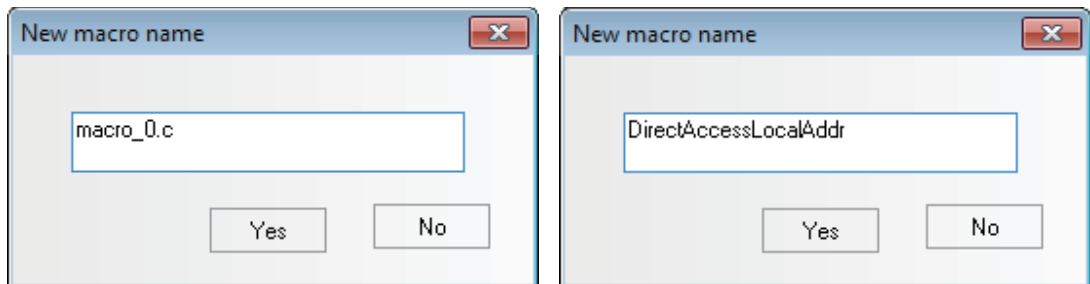 New macro name
macro_0.c
Yes
No
New macro name
DirectAccessLocalAddr
Yes
No